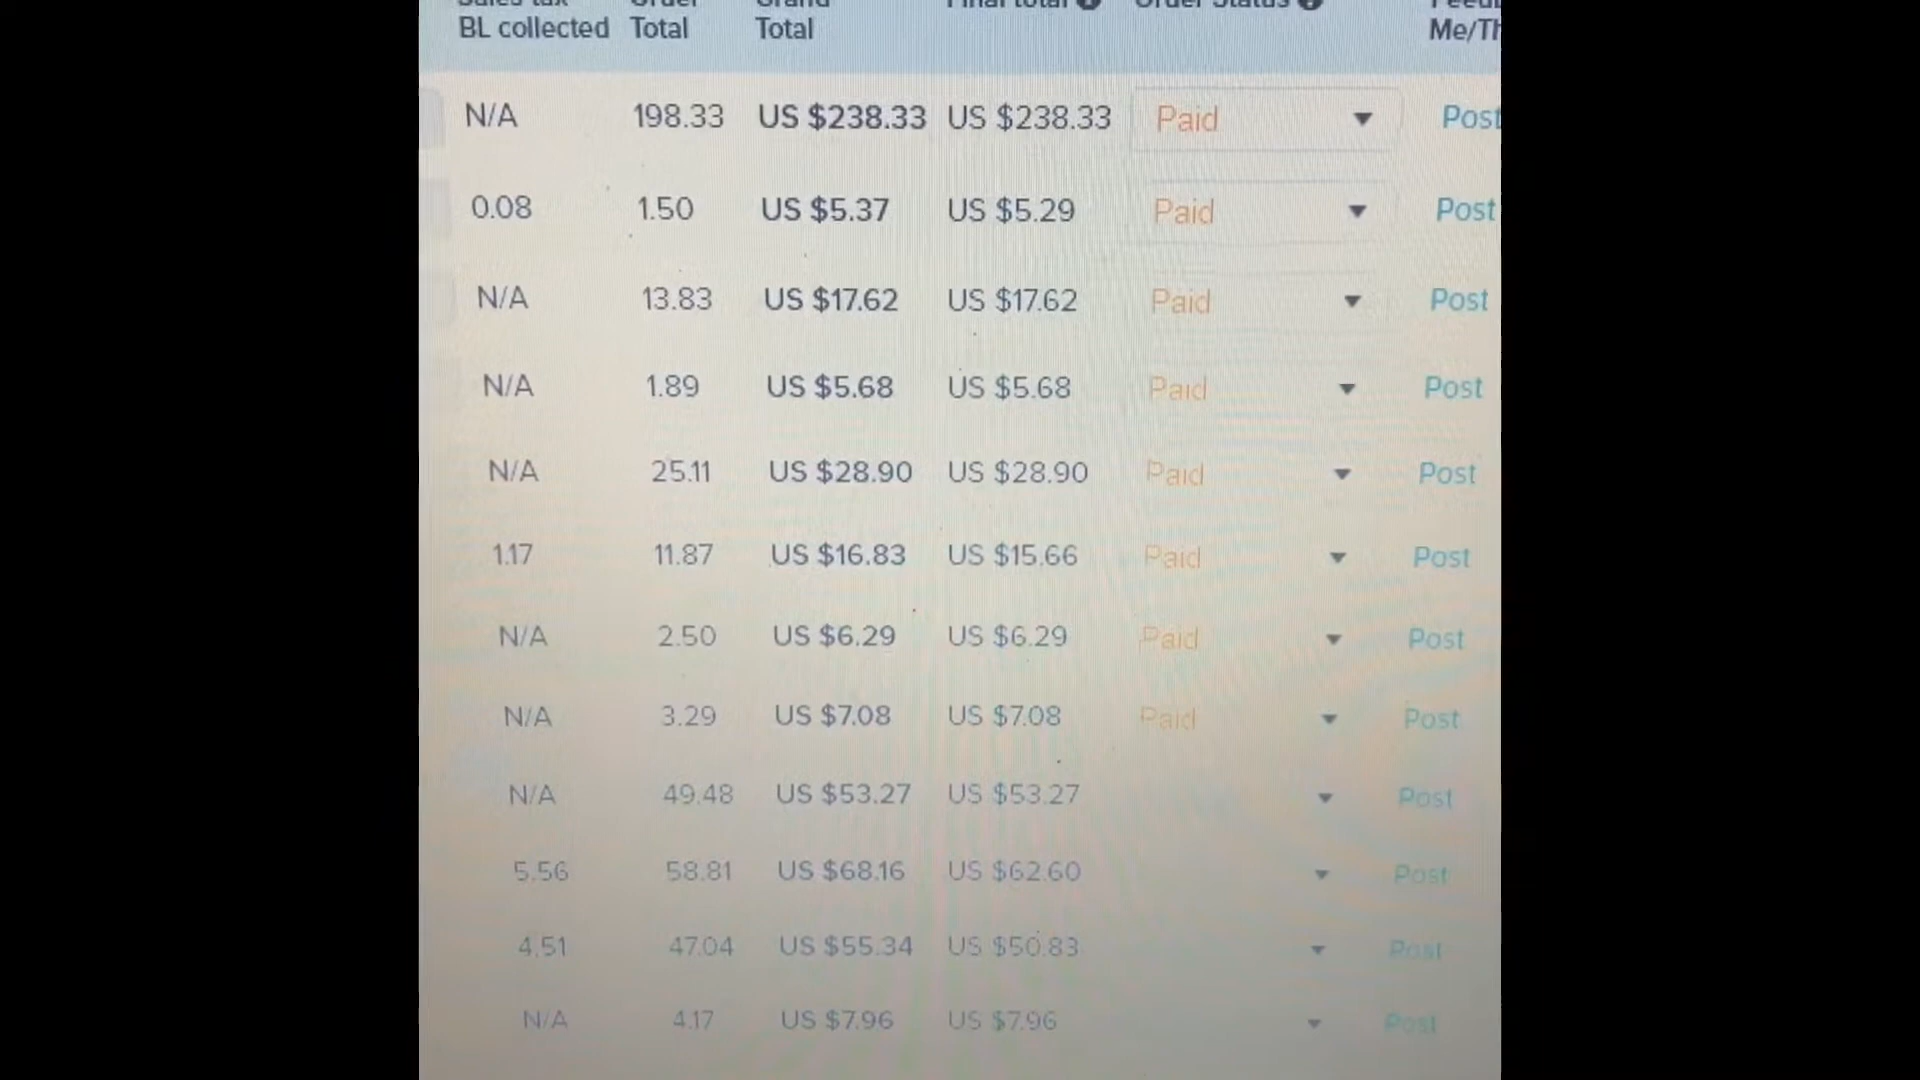 Sales tax Order Grand Final total Order Status Feedb
BL collected Total Total Me/Th
N/A 198.33 US $238.33 US $238.33 Paid Post
0.08 1.50 US $5.37 US $5.29 Paid Post
N/A 13.83 US $17.62 US $17.62 Paid Post
N/A 1.89 US $5.68 US $5.68 Paid Post
N/A 25.11 US $28.90 US $28.90 Paid Post
1.17 11.87 US $16.83 US $15.66 Paid Post
N/A 2.50 US $6.29 US $6.29 Paid Post
N/A 3.29 US $7.08 US $7.08 Paid Post
N/A 49.48 US $53.27 US $53.27 Post
5.56 58.81 US $68.16 US $62.60 Post
4.51 47.04 US $55.34 US $50.83 Post
N/A 4.17 US $7.96 US $7.96 Post